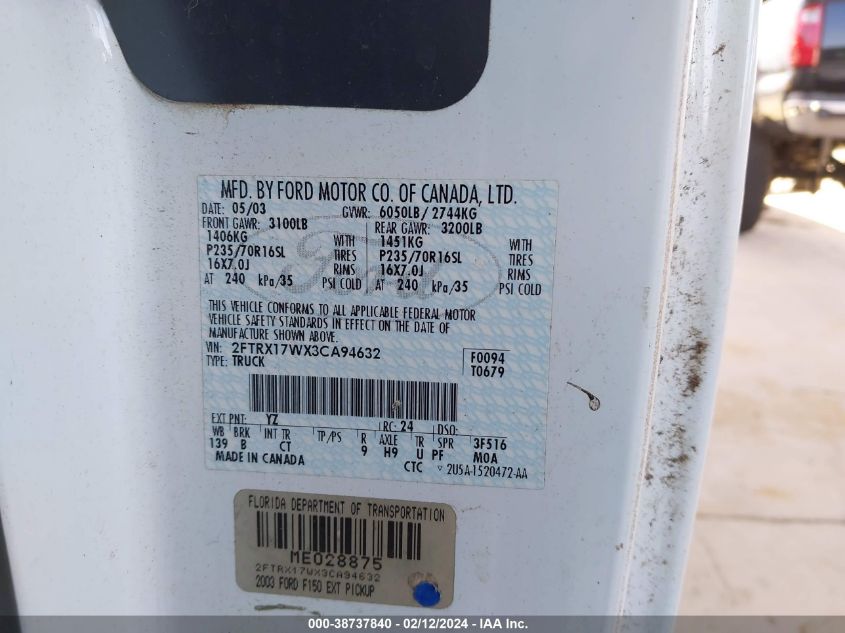 MFD. BY FORD MOTOR CO. OF CANADA, LTD.
DATE: 05/03 GVWR: 6050LB/ 2744KG
FRONT GAWR: 3100LB REAR GAWR: 3200LB
1406KG WITH 1451KG WITH
P235/70R16SL TIRES P235/70R16SL TIRES
16X7.0J RIMS 16X7.0J RIMS
AT 240 kPa/35 PSI COLD AT 240 kPa/35 PSI COLD
Ford
THIS VEHICLE CONFORMS TO ALL APPLICABLE FEDERAL MOTOR
VEHICLE SAFETY STANDARDS IN EFFECT ON THE DATE OF
MANUFACTURE SHOWN ABOVE.
VIN: 2FTRX17WX3CA94632 F0094
TYPE: TRUCK T0679
EXT PNT: YZ RC: 24 DSO:
WB BRK INT TR TP/PS R AXLE TR SPR 3F516
139 B CT 9 H9 U PF M0A
MADE IN CANADA CTC 2U5A-1520472-AA
FLORIDA DEPARTMENT OF TRANSPORTATION
ME028875
2FTRX17WX3CA94632
2003 FORD F150 EXT PICKUP
000-38737840 - 02/12/2024 - IAA Inc.